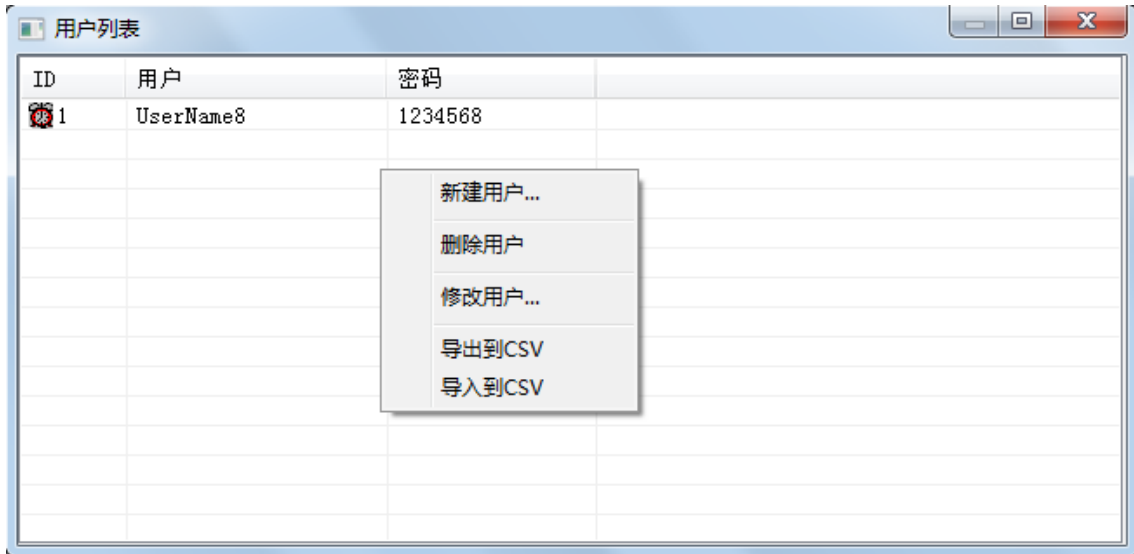 用户列表
ID 用户 密码
1 UserName8 1234568
新建用户...
删除用户
修改用户...
导出到CSV
导入到CSV